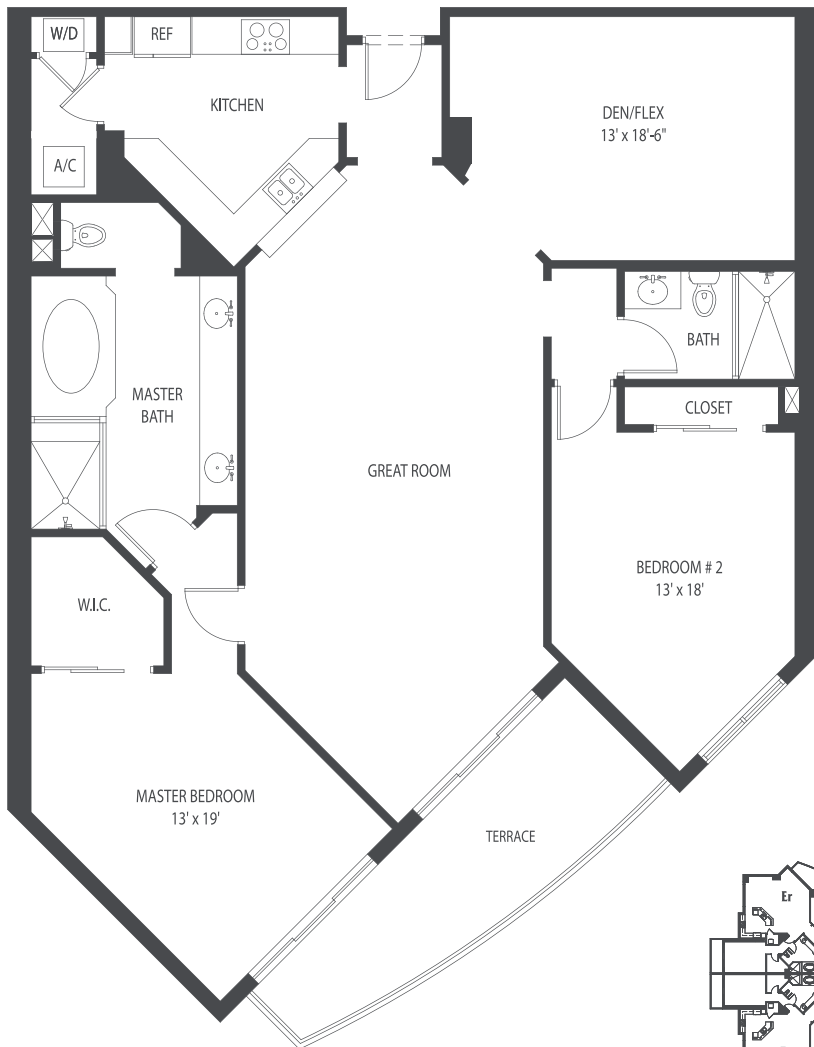 W/D
REF
KITCHEN
A/C
DEN/FLEX
13' x 18'-6"
BATH
CLOSET
MASTER
BATH
GREAT ROOM
BEDROOM # 2
13' x 18'
W.I.C.
MASTER BEDROOM
13' x 19'
TERRACE
Er